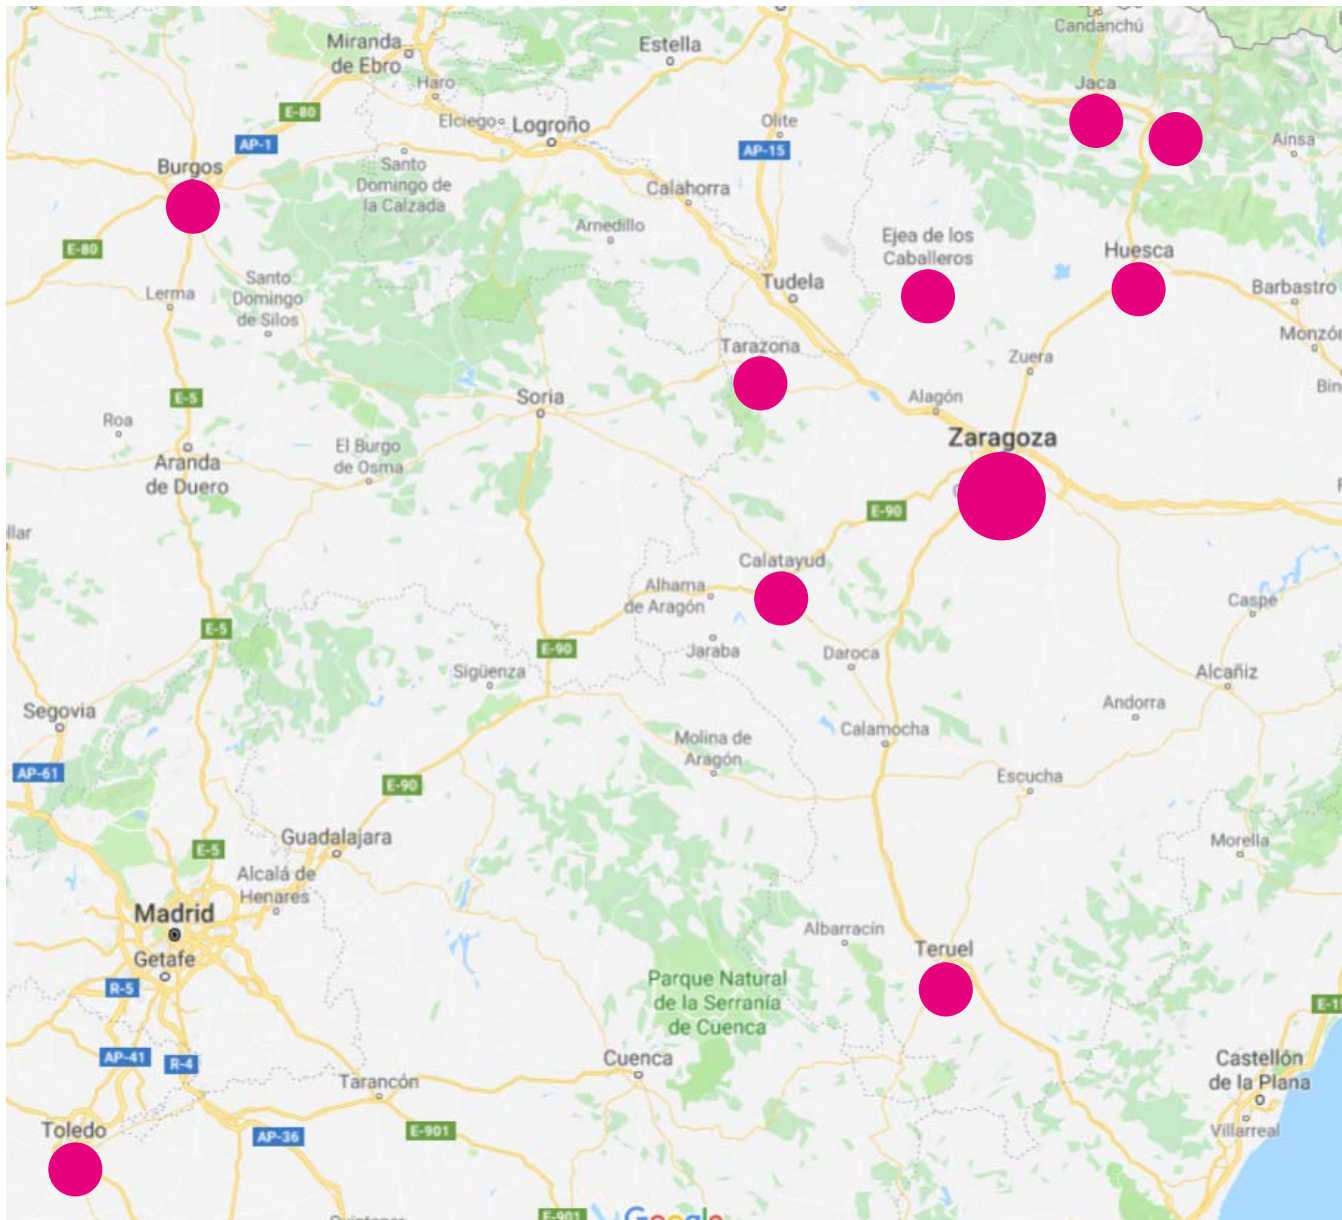 Candanchú
Miranda
de Ebro
Estella
Haro
Jaca
E-80
Elciego
Logroño
Olite
Ainsa
AP-1
AP-15
Burgos
Santo
Domingo de
la Calzada
Calahorra
Arnedillo
Ejea de los
Caballeros
E-80
Huesca
Santo
Domingo
de Silos
Lerma
Tudela
Barbastro
Monzón
Tarazona
Zuera
E-5
Soria
Alagón
Roa
El Burgo
de Osma
Zaragoza
Aranda
de Duero
E-90
Calatayud
Alhama
de Aragón
Caspe
E-5
E-90
Jaraba
Daroca
Sigüenza
Alcañiz
Segovia
Andorra
Calamocha
Molina de
Aragón
AP-61
E-90
Escucha
Guadalajara
E-5
Morella
Alcalá de
Henares
Madrid
Albarracín
Teruel
Getafe
Parque Natural
de la Serranía
de Cuenca
R-5
AP-41
R-4
Cuenca
Castellón
de la Plana
Tarancón
Toledo
AP-36
E-901
Villarreal
E-901
Google